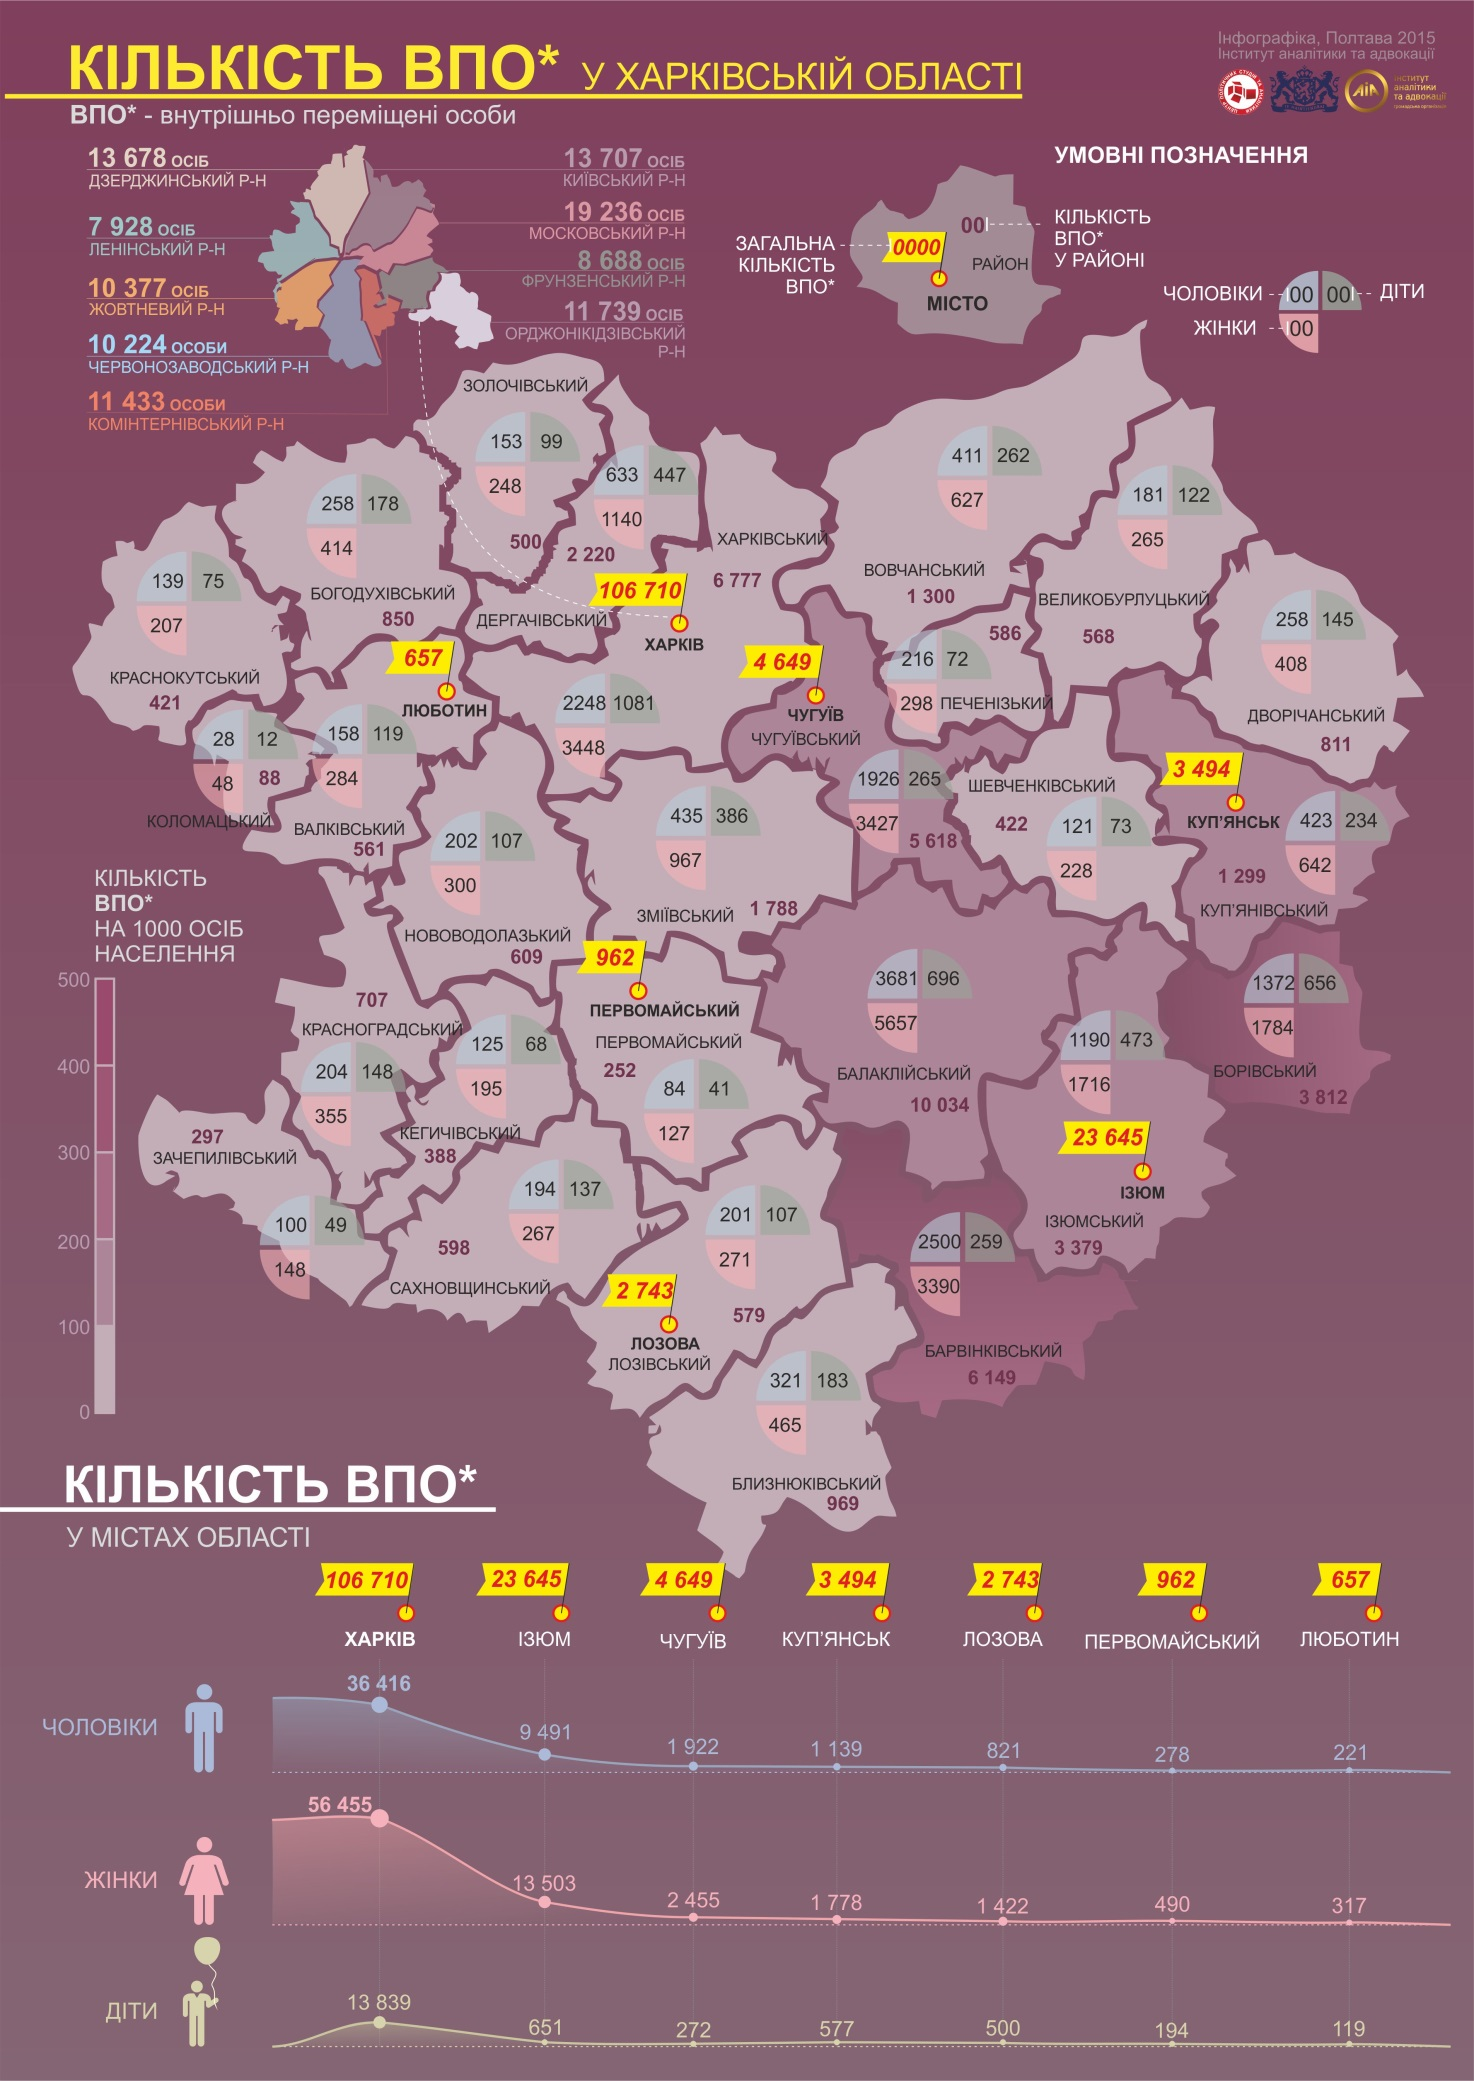 КІЛЬКІСТЬ ВПО* У ХАРКІВСЬКІЙ ОБЛАСТІ
ВПО* - внутрішньо переміщені особи
Інфографіка, Полтава 2015
Інститут аналітики та адвокації
АІА
Інститут
аналітики
та адвокації
13 678 ОСІБ
ДЗЕРДЖИНСЬКИЙ Р-Н
7 928 ОСІБ
ЛЕНІНСЬКИЙ Р-Н
10 377 ОСІБ
ЖОВТНЕВИЙ Р-Н
10 224 ОСОБИ
ЧЕРВОНОЗАВОДСЬКИЙ Р-Н
11 433 ОСОБИ
КОМІНТЕРНІВСЬКИЙ Р-Н
13 707 ОСІБ
КИЇВСЬКИЙ Р-Н
19 236 ОСІБ
МОСКОВСЬКИЙ Р-Н
8 688 ОСІБ
ФРУНЗЕНСЬКИЙ Р-Н
11 739 ОСІБ
ОРДЖОНІКІДЗІВСЬКИЙ
Р-Н
УМОВНІ ПОЗНАЧЕННЯ
ЗАГАЛЬНА
КІЛЬКІСТЬ
ВПО*
0000
00
РАЙОН
МІСТО
КІЛЬКІСТЬ
ВПО*
У РАЙОНІ
ЧОЛОВІКИ 00 00 ДІТИ
ЖІНКИ 00
ЗОЛОЧІВСЬКИЙ
153 99
248
500
633 447
1140
2 220
ДЕРГАЧІВСЬКИЙ
258 178
414
БОГОДУХІВСЬКИЙ
850
139 75
207
КРАСНОКУТСЬКИЙ
421
ХАРКІВСЬКИЙ
6 777
106 710
ХАРКІВ
2248 1081
3448
411 262
627
ВОВЧАНСЬКИЙ
1 300
181 122
265
ВЕЛИКОБУРЛУЦЬКИЙ
568
586
216 72
298 ПЕЧЕНІЗЬКИЙ
258 145
408
ДВОРІЧАНСЬКИЙ
811
657
ЛЮБОТИН
4 649
ЧУГУЇВ
ЧУГУЇВСЬКИЙ
1926 265
3427
5 618
28 12
48 88
КОЛОМАЦЬКИЙ
158 119
284
ВАЛКІВСЬКИЙ
561
202 107
300
НОВОВОДОЛАЗЬКИЙ
609
435 386
967
ЗМІЇВСЬКИЙ 1 788
ШЕВЧЕНКІВСЬКИЙ
422
121 73
228
3 494
КУП'ЯНСЬК
423 234
642
1 299
КУП'ЯНІВСЬКИЙ
КІЛЬКІСТЬ
ВПО*
НА 1000 ОСІБ
НАСЕЛЕННЯ
500
400
300
200
100
0
707
КРАСНОГРАДСЬКИЙ
204 148
355
125 68
195
КЕГИЧІВСЬКИЙ
388
962
ПЕРВОМАЙСЬКИЙ
ПЕРВОМАЙСЬКИЙ
252
84 41
127
3681 696
5657
БАЛАКЛІЙСЬКИЙ
10 034
1372 656
1784
БОРІВСЬКИЙ
3 812
1190 473
1716
23 645
ІЗЮМ
ІЗЮМСЬКИЙ
3 379
297
ЗАЧЕПИЛІВСЬКИЙ
100 49
148
194 137
267
598
САХНОВЩИНСЬКИЙ
201 107
271
579
2 743
ЛОЗОВА
ЛОЗІВСЬКИЙ
2500 259
3390
БАРВІНКІВСЬКИЙ
6 149
321 183
465
БЛИЗНЮКІВСЬКИЙ
969
КІЛЬКІСТЬ ВПО*
У МІСТАХ ОБЛАСТІ
106 710 23 645 4 649 3 494 2 743 962 657
ХАРКІВ ІЗЮМ ЧУГУЇВ КУП'ЯНСЬК ЛОЗОВА ПЕРВОМАЙСЬКИЙ ЛЮБОТИН
ЧОЛОВІКИ 36 416 9 491 1 922 1 139 821 278 221
ЖІНКИ 56 455 13 503 2 455 1 778 1 422 490 317
ДІТИ 13 839 651 272 577 500 194 119